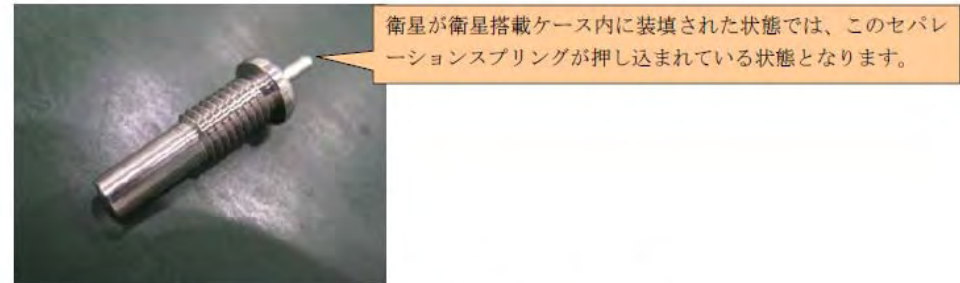 衛星が衛星搭載ケース内に装填された状態では、このセパレ
ーションスプリングが押し込まれている状態となります。